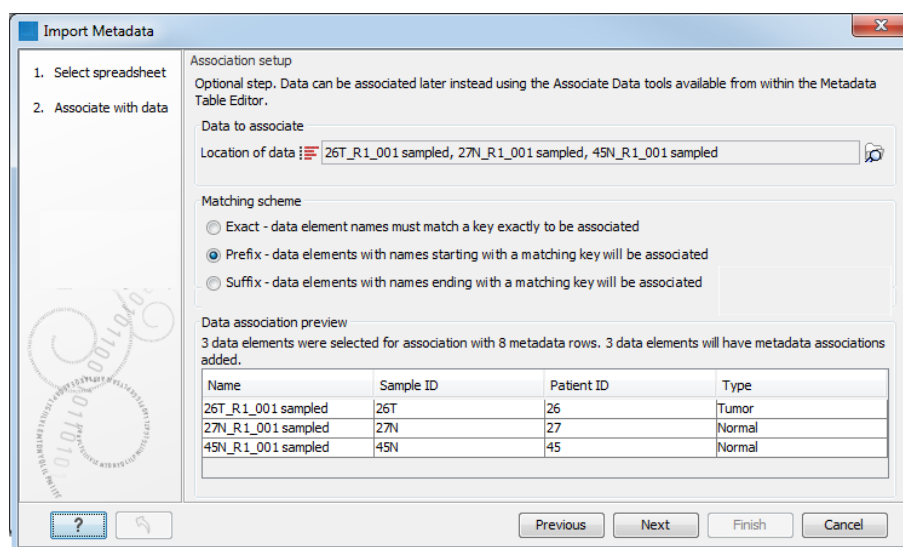 Import Metadata
1. Select spreadsheet
2. Associate with data
Association setup
Optional step. Data can be associated later instead using the Associate Data tools available from within the Metadata
Table Editor.
Data to associate
Location of data 26T_R1_001 sampled, 27N_R1_001 sampled, 45N_R1_001 sampled
Matching scheme
Exact - data element names must match a key exactly to be associated
Prefix - data elements with names starting with a matching key will be associated
Suffix - data elements with names ending with a matching key will be associated
Data association preview
3 data elements were selected for association with 8 metadata rows. 3 data elements will have metadata associations
added.
Name Sample ID Patient ID Type
26T_R1_001 sampled 26T 26 Tumor
27N_R1_001 sampled 27N 27 Normal
45N_R1_001 sampled 45N 45 Normal
? Previous Next Finish Cancel